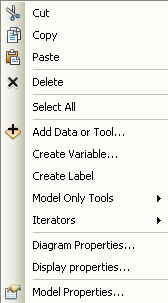 Cut
Copy
Paste
Delete
Select All
Add Data or Tool...
Create Variable...
Create Label
Model Only Tools
Iterators
Diagram Properties...
Display properties...
Model Properties...